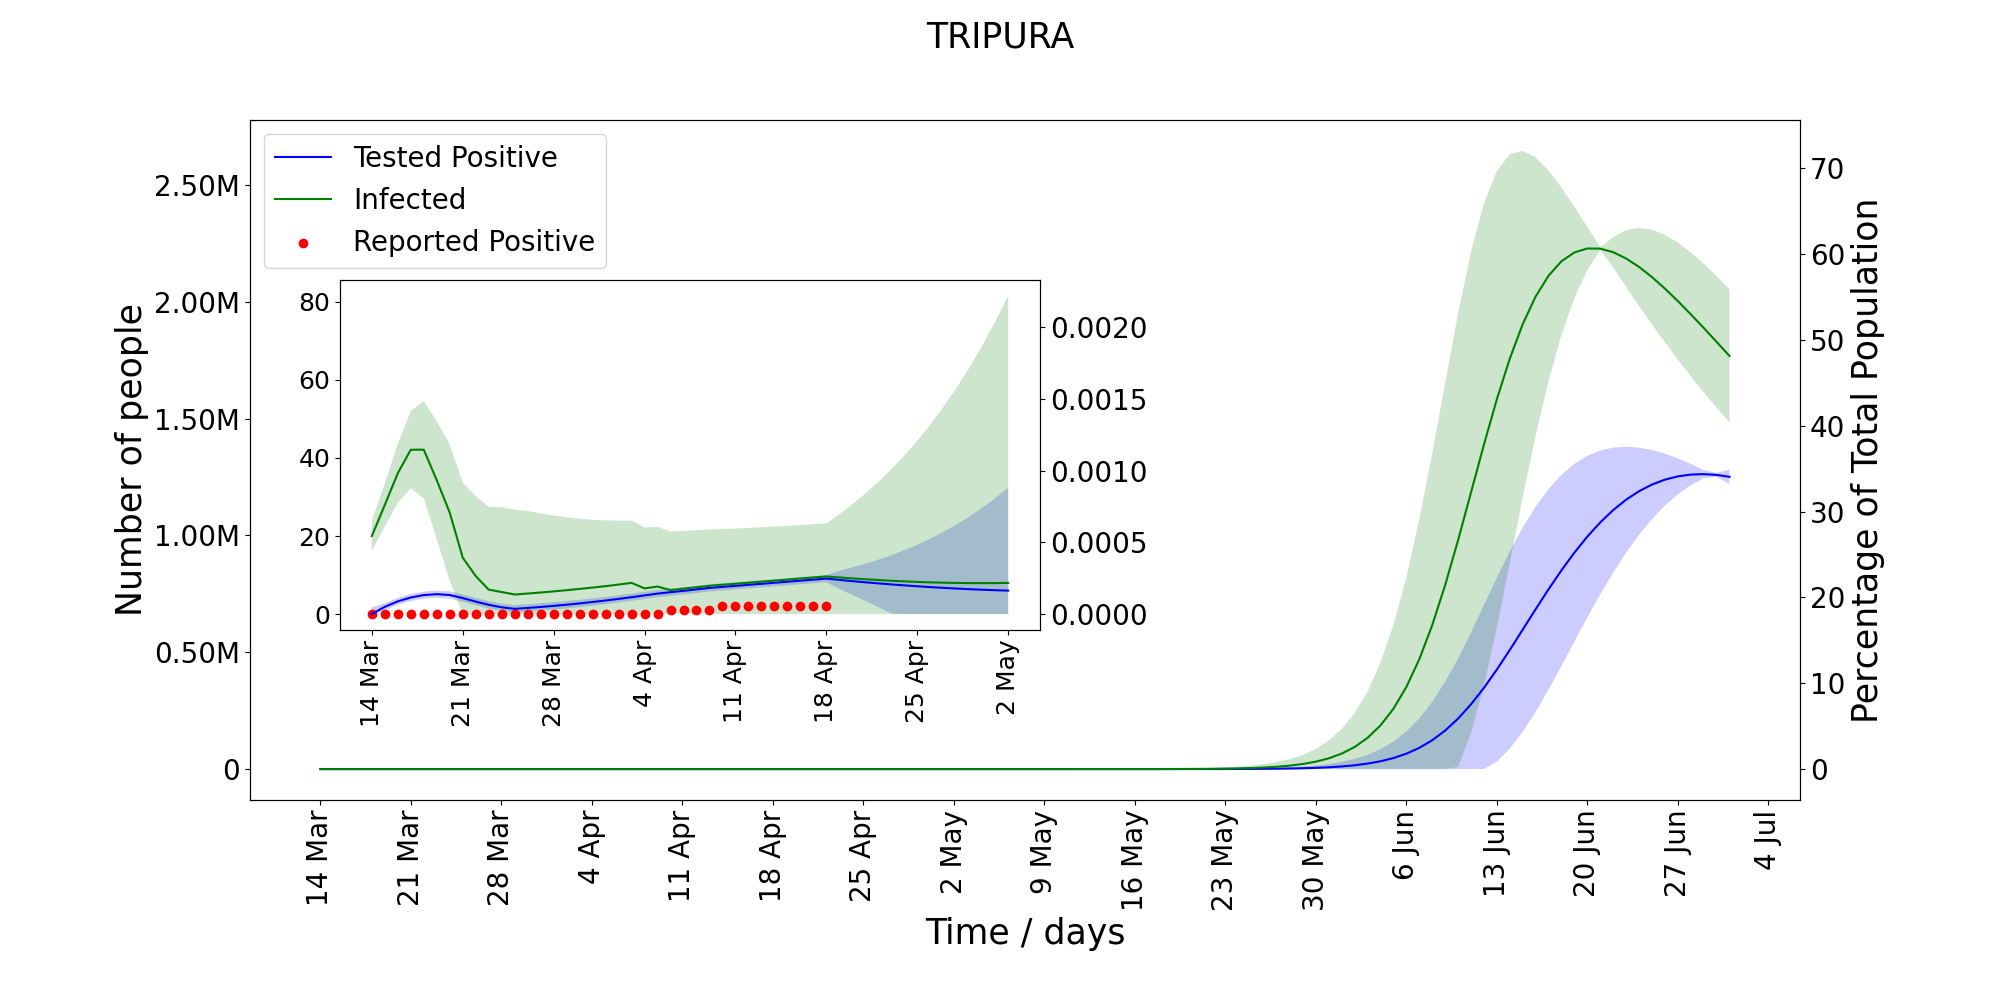 TRIPURA
Tested Positive
Infected
Reported Positive
Number of people
2.50M
2.00M
1.50M
1.00M
0.50M
0
80
60
40
20
0
0.0020
0.0015
0.0010
0.0005
0.0000
14 Mar
21 Mar
28 Mar
4 Apr
11 Apr
18 Apr
25 Apr
2 May
70
60
50
40
30
20
10
0
Percentage of Total Population
14 Mar
21 Mar
28 Mar
4 Apr
11 Apr
18 Apr
25 Apr
2 May
9 May
16 May
23 May
30 May
6 Jun
13 Jun
20 Jun
27 Jun
4 Jul
Time / days